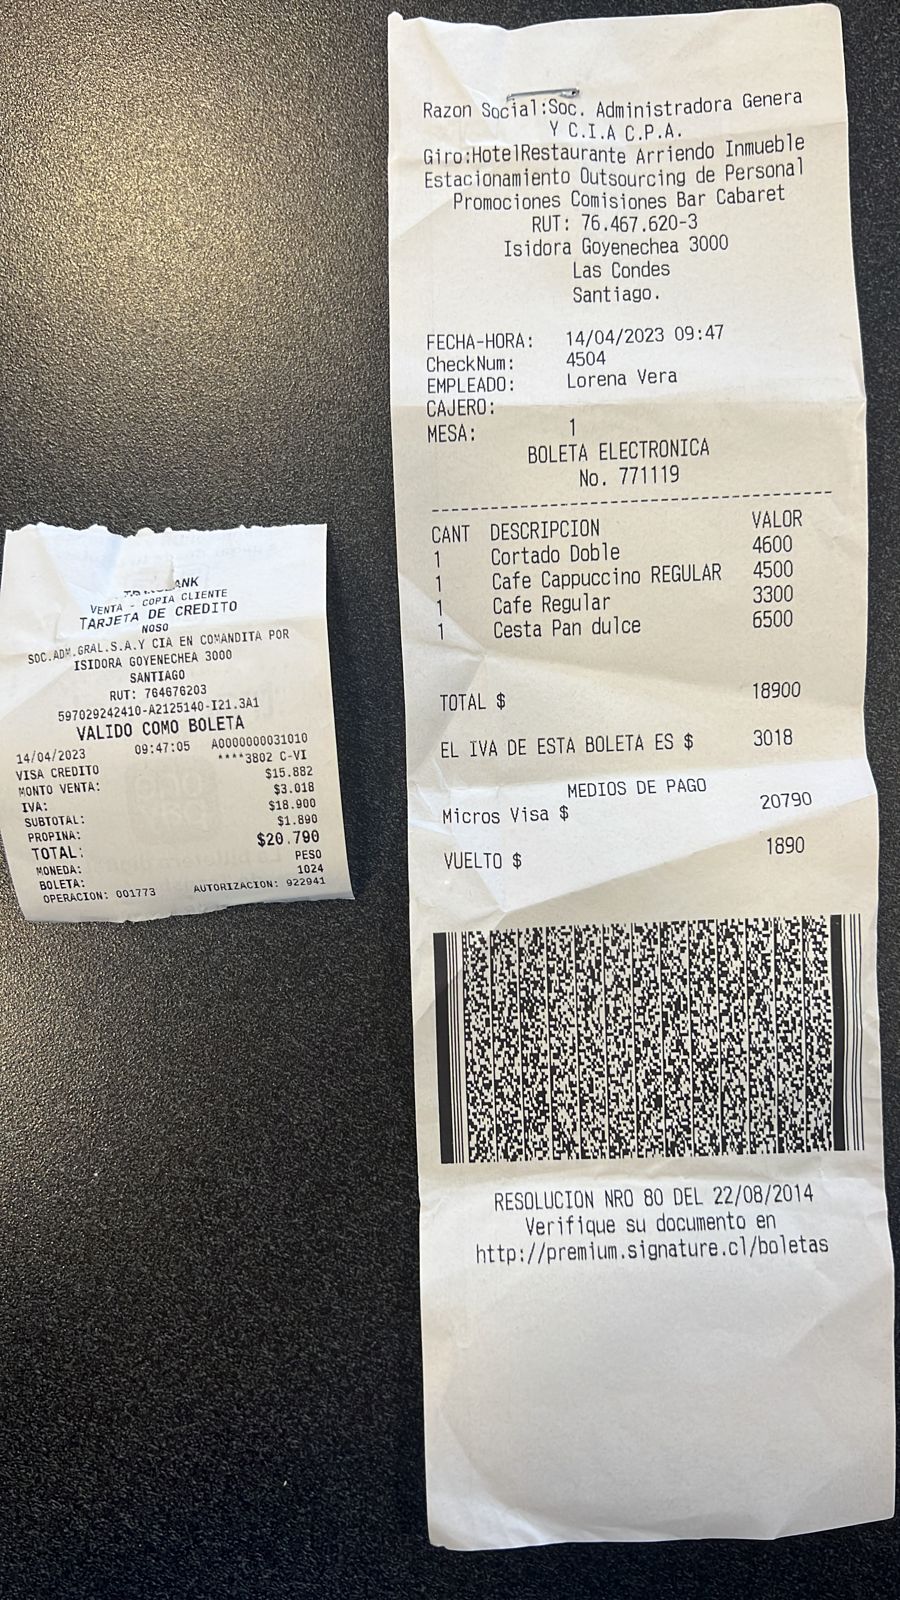 TRANSBANK
VENTA - COPIA CLIENTE
TARJETA DE CREDITO
NOSO
SOC.ADM.GRAL.S.A.Y CIA EN COMANDITA POR
ISIDORA GOYENECHEA 3000
SANTIAGO
RUT: 764676203
597029242410-A2125140-I21.3A1
VALIDO COMO BOLETA
14/04/2023 09:47:05 A0000000031010
VISA CREDITO ****3802 C-VI
MONTO VENTA: $15.882
IVA: $3.018
SUBTOTAL: $18.900
PROPINA: $1.890
TOTAL: $20.790
MONEDA: PESO
BOLETA: 1024
OPERACION: 001773 AUTORIZACION: 922941
Razon Social:Soc. Administradora Genera
Y C.I.A C.P.A.
Giro:HotelRestaurante Arriendo Inmueble
Estacionamiento Outsourcing de Personal
Promociones Comisiones Bar Cabaret
RUT: 76.467.620-3
Isidora Goyenechea 3000
Las Condes
Santiago.
FECHA-HORA: 14/04/2023 09:47
CheckNum: 4504
EMPLEADO: Lorena Vera
CAJERO:
MESA: 1
BOLETA ELECTRONICA
No. 771119
CANT DESCRIPCION VALOR
1 Cortado Doble 4600
1 Cafe Cappuccino REGULAR 4500
1 Cafe Regular 3300
1 Cesta Pan dulce 6500
TOTAL $ 18900
EL IVA DE ESTA BOLETA ES $ 3018
MEDIOS DE PAGO
Micros Visa $ 20790
VUELTO $ 1890
RESOLUCION NRO 80 DEL 22/08/2014
Verifique su documento en
http://premium.signature.cl/boletas